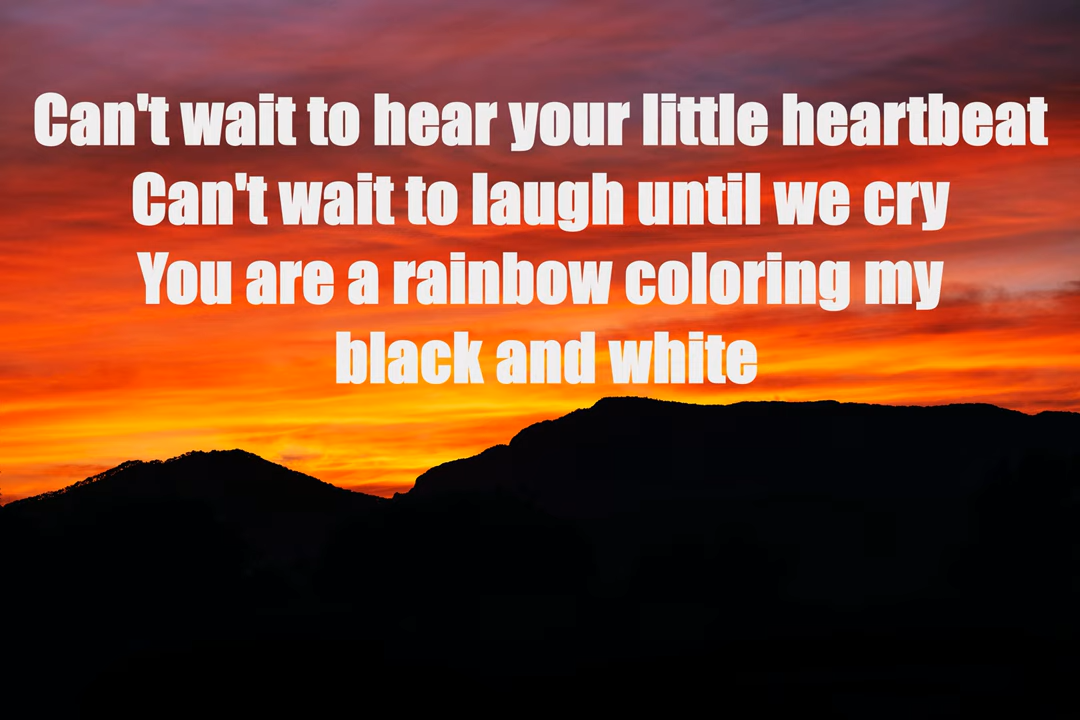 Can't wait to hear your little heartbeat
Can't wait to laugh until we cry
You are a rainbow coloring my
black and white